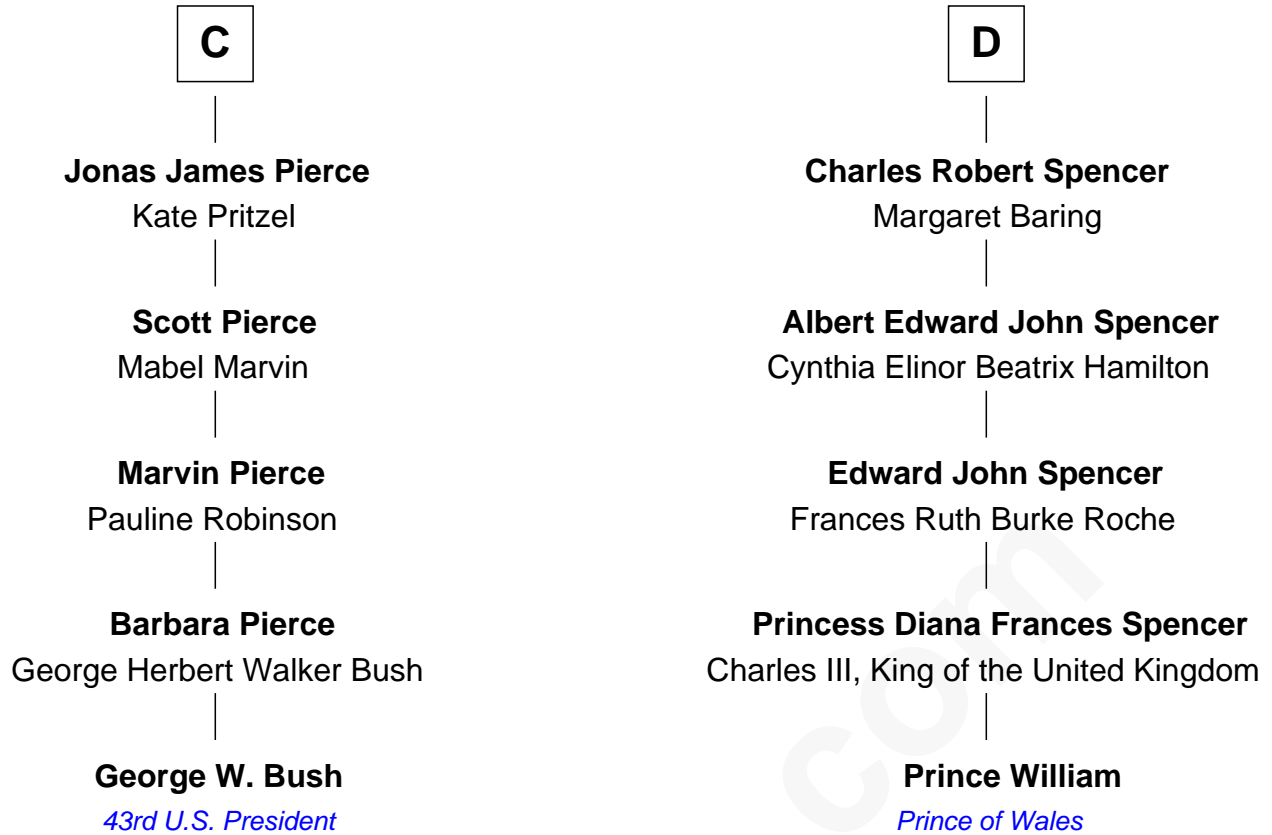 C
Jonas James Pierce
Kate Pritzel
Scott Pierce
Mabel Marvin
Marvin Pierce
Pauline Robinson
Barbara Pierce
George Herbert Walker Bush
George W. Bush
43rd U.S. President
D
Charles Robert Spencer
Margaret Baring
Albert Edward John Spencer
Cynthia Elinor Beatrix Hamilton
Edward John Spencer
Frances Ruth Burke Roche
Princess Diana Frances Spencer
Charles III, King of the United Kingdom
Prince William
Prince of Wales
com